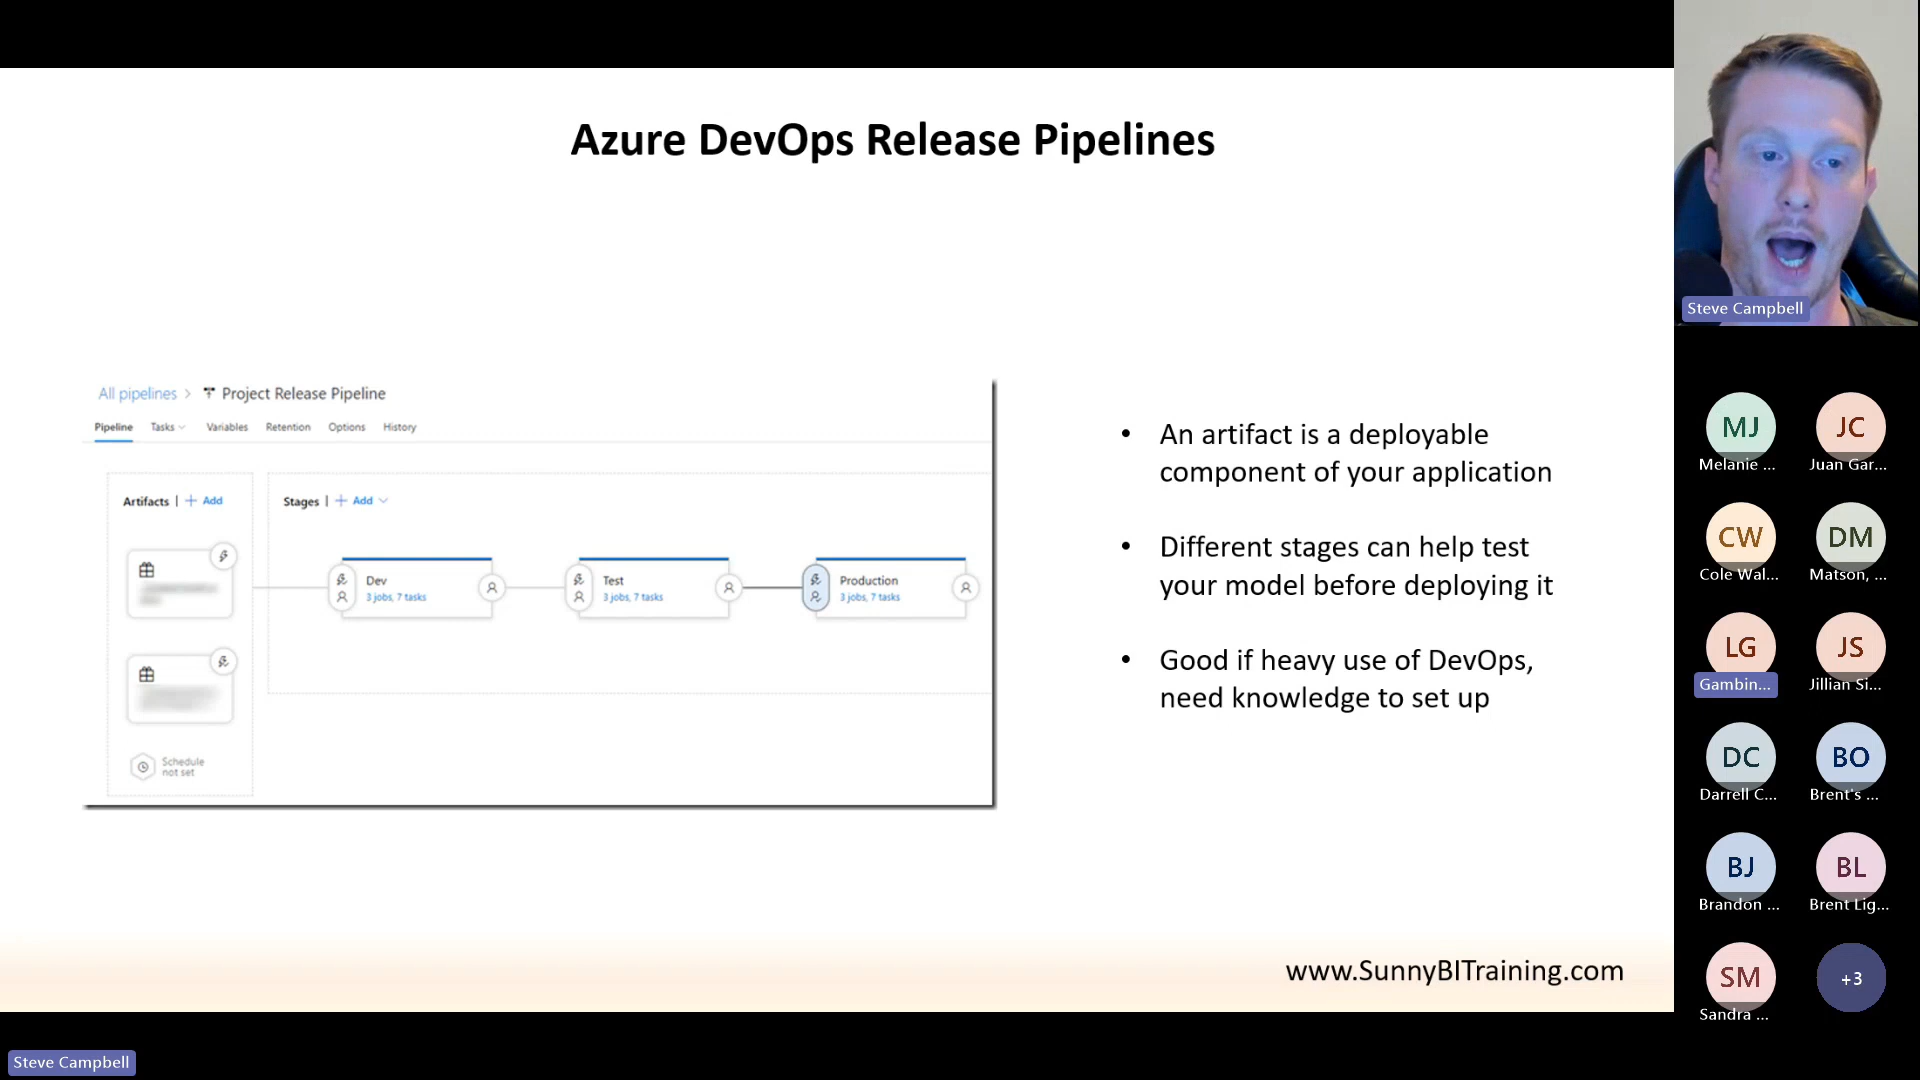 Azure DevOps Release Pipelines
All pipelines > Project Release Pipeline
Pipeline Tasks Variables Retention Options History
Artifacts | + Add
Stages | + Add
Dev
3 jobs, 7 tasks
Test
3 jobs, 7 tasks
Production
3 jobs, 7 tasks
Schedule
not set
• An artifact is a deployable
component of your application
• Different stages can help test
your model before deploying it
• Good if heavy use of DevOps,
need knowledge to set up
www.SunnyBITraining.com
Steve Campbell
Steve Campbell
MJ
Melanie ...
JC
Juan Gar...
CW
Cole Wal...
DM
Matson, ...
LG
Gambin...
JS
Jillian Si...
DC
Darrell C...
BO
Brent's ...
BJ
Brandon ...
BL
Brent Lig...
SM
Sandra ...
+3